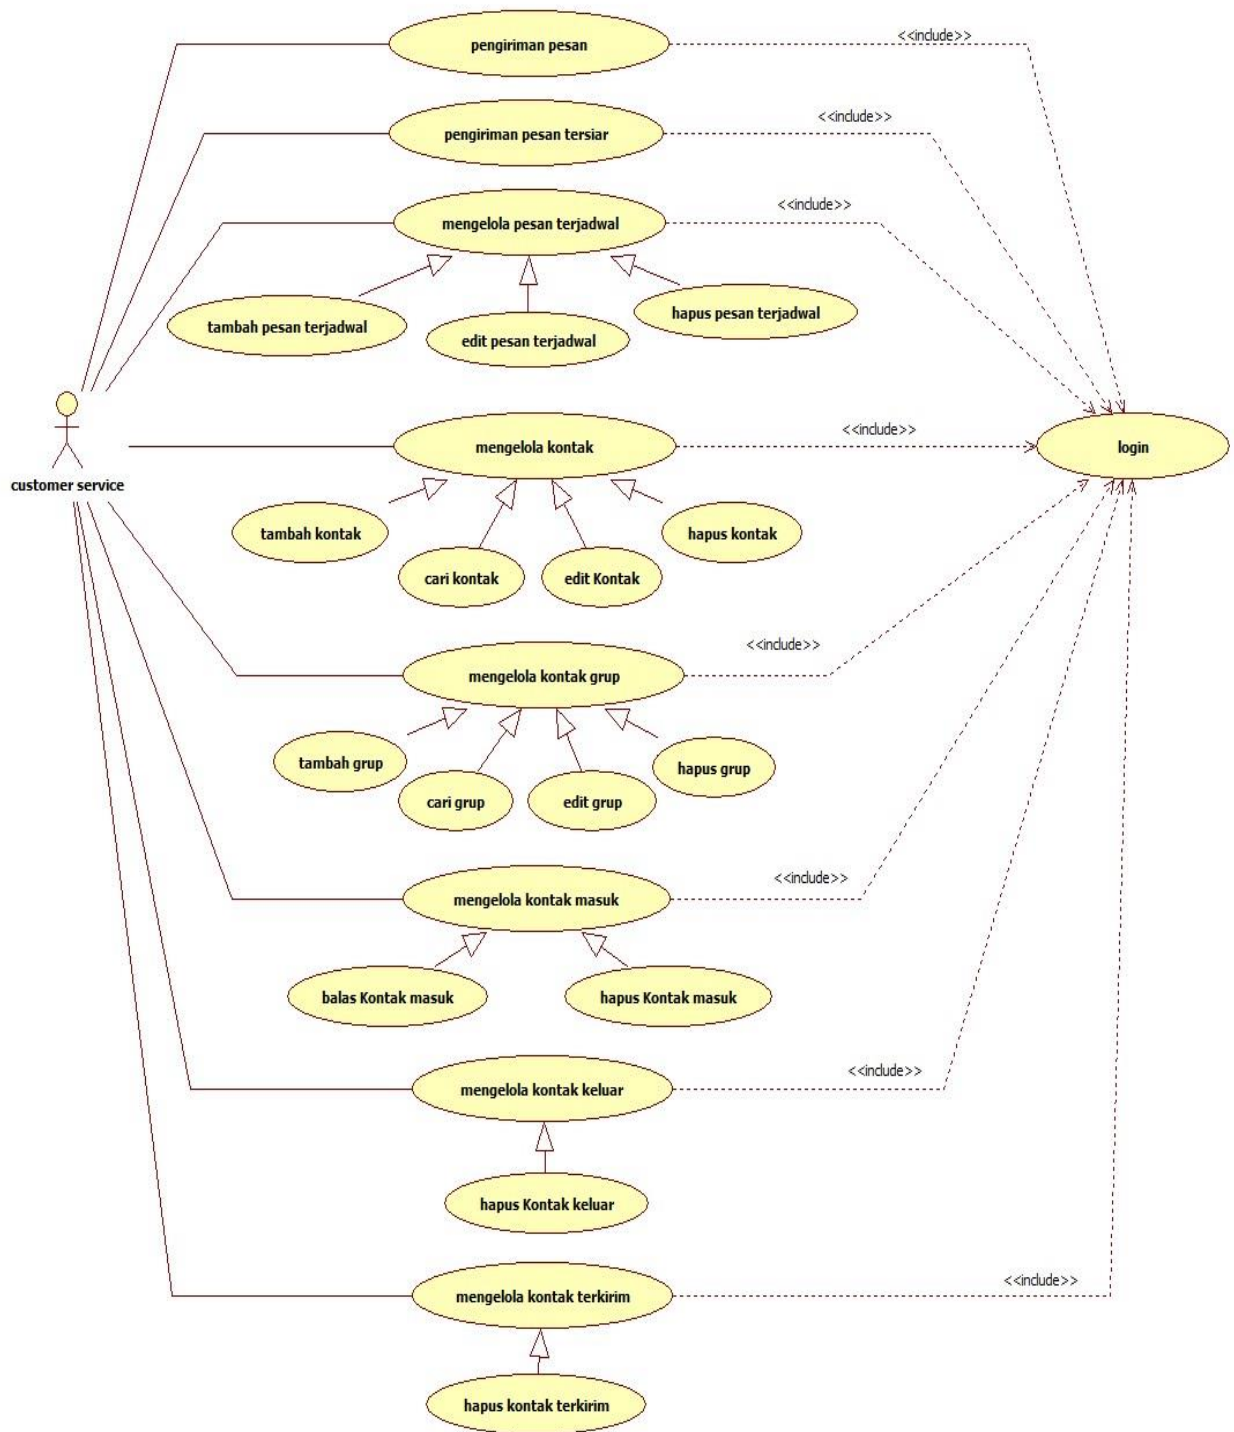 pengiriman pesan
<<include>>
pengiriman pesan tersiar
<<include>>
mengelola pesan terjadwal
<<include>>
tambah pesan terjadwal
edit pesan terjadwal
hapus pesan terjadwal
customer service
mengelola kontak
<<include>>
login
tambah kontak
cari kontak
edit Kontak
hapus kontak
mengelola kontak grup
<<include>>
tambah grup
cari grup
edit grup
hapus grup
mengelola kontak masuk
<<include>>
balas Kontak masuk
hapus Kontak masuk
mengelola kontak keluar
<<include>>
hapus Kontak keluar
mengelola kontak terkirim
<<include>>
hapus kontak terkirim